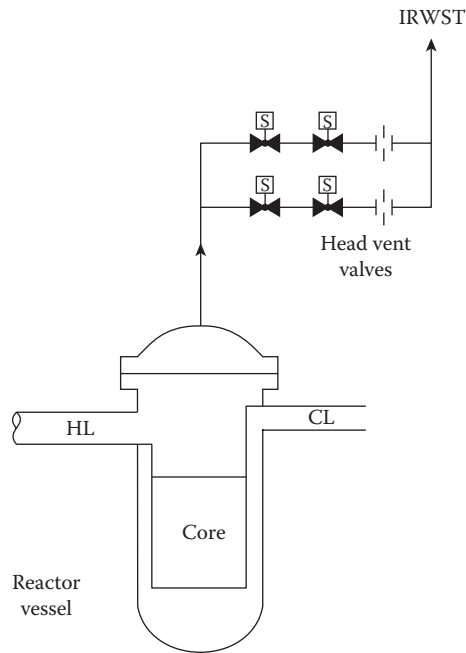 IRWST
S
S
S
S
Head vent
valves
HL
CL
Core
Reactor
vessel